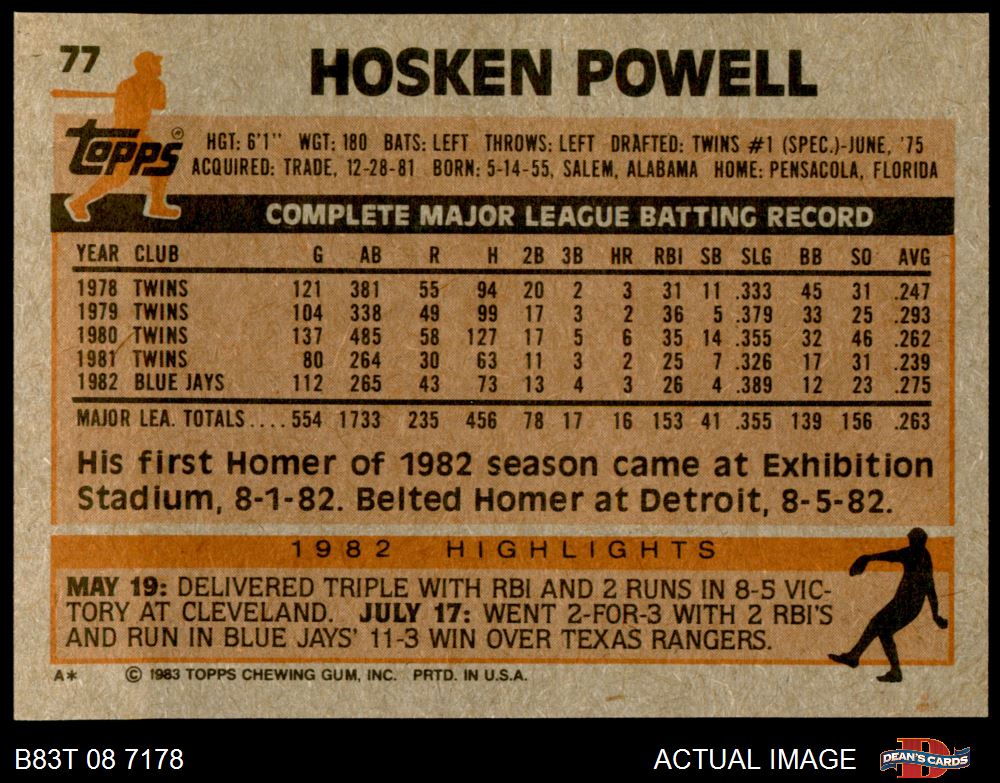 77
HOSKEN POWELL
Topps ®
HGT: 6'1" WGT: 180 BATS: LEFT THROWS: LEFT DRAFTED: TWINS #1 (SPEC.)-JUNE, '75
ACQUIRED: TRADE, 12-28-81 BORN: 5-14-55, SALEM, ALABAMA HOME: PENSACOLA, FLORIDA
COMPLETE MAJOR LEAGUE BATTING RECORD
YEAR CLUB G AB R H 2B 3B HR RBI SB SLG BB SO AVG
1978 TWINS 121 381 55 94 20 2 3 31 11 .333 45 31 .247
1979 TWINS 104 338 49 99 17 3 2 36 5 .379 33 25 .293
1980 TWINS 137 485 58 127 17 5 6 35 14 .355 32 46 .262
1981 TWINS 80 264 30 63 11 3 2 25 7 .326 17 31 .239
1982 BLUE JAYS 112 265 43 73 13 4 3 26 4 .389 12 23 .275
MAJOR LEA. TOTALS.... 554 1733 235 456 78 17 16 153 41 .355 139 156 .263
His first Homer of 1982 season came at Exhibition
Stadium, 8-1-82. Belted Homer at Detroit, 8-5-82.
1982 HIGHLIGHTS
MAY 19: DELIVERED TRIPLE WITH RBI AND 2 RUNS IN 8-5 VIC-
TORY AT CLEVELAND. JULY 17: WENT 2-FOR-3 WITH 2 RBI'S
AND RUN IN BLUE JAYS' 11-3 WIN OVER TEXAS RANGERS.
A* © 1983 TOPPS CHEWING GUM, INC. PRTD. IN U.S.A.
B83T 08 7178 ACTUAL IMAGE DEAN'S CARDS